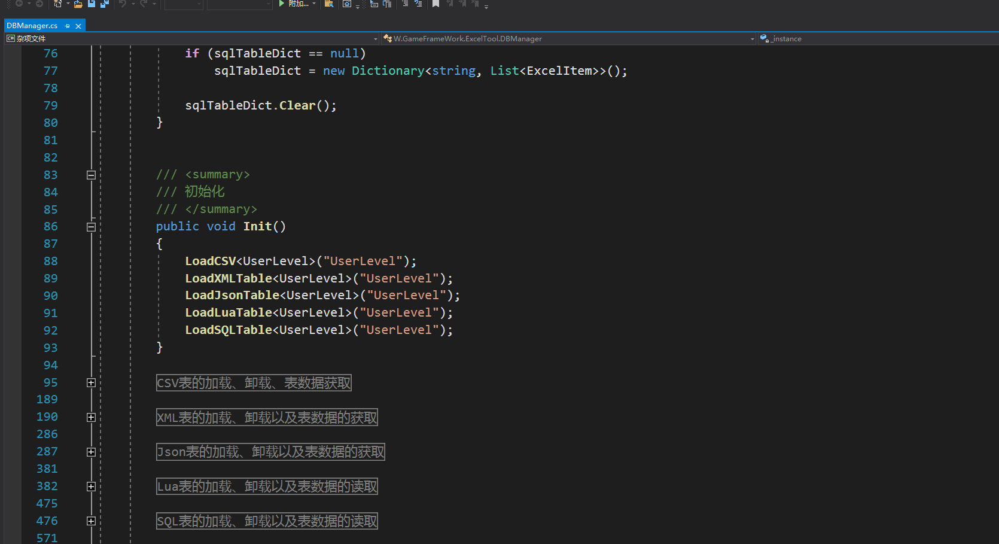 附加...
DBManager.cs
C# 杂项文件
W.GameFrameWork.ExcelTool.DBManager
_instance
76 if (sqlTableDict == null)
77 sqlTableDict = new Dictionary<string, List<ExcelItem>>();
78
79 sqlTableDict.Clear();
80 }
81
82
83 /// <summary>
84 /// 初始化
85 /// </summary>
86 public void Init()
87 {
88 LoadCSV<UserLevel>("UserLevel");
89 LoadXMLTable<UserLevel>("UserLevel");
90 LoadJsonTable<UserLevel>("UserLevel");
91 LoadLuaTable<UserLevel>("UserLevel");
92 LoadSQLTable<UserLevel>("UserLevel");
93 }
94
95 CSV表的加载、卸载、表数据获取
189
190 XML表的加载、卸载以及表数据的获取
286
287 Json表的加载、卸载以及表数据的获取
381
382 Lua表的加载、卸载以及表数据的读取
475
476 SQL表的加载、卸载以及表数据的读取
571